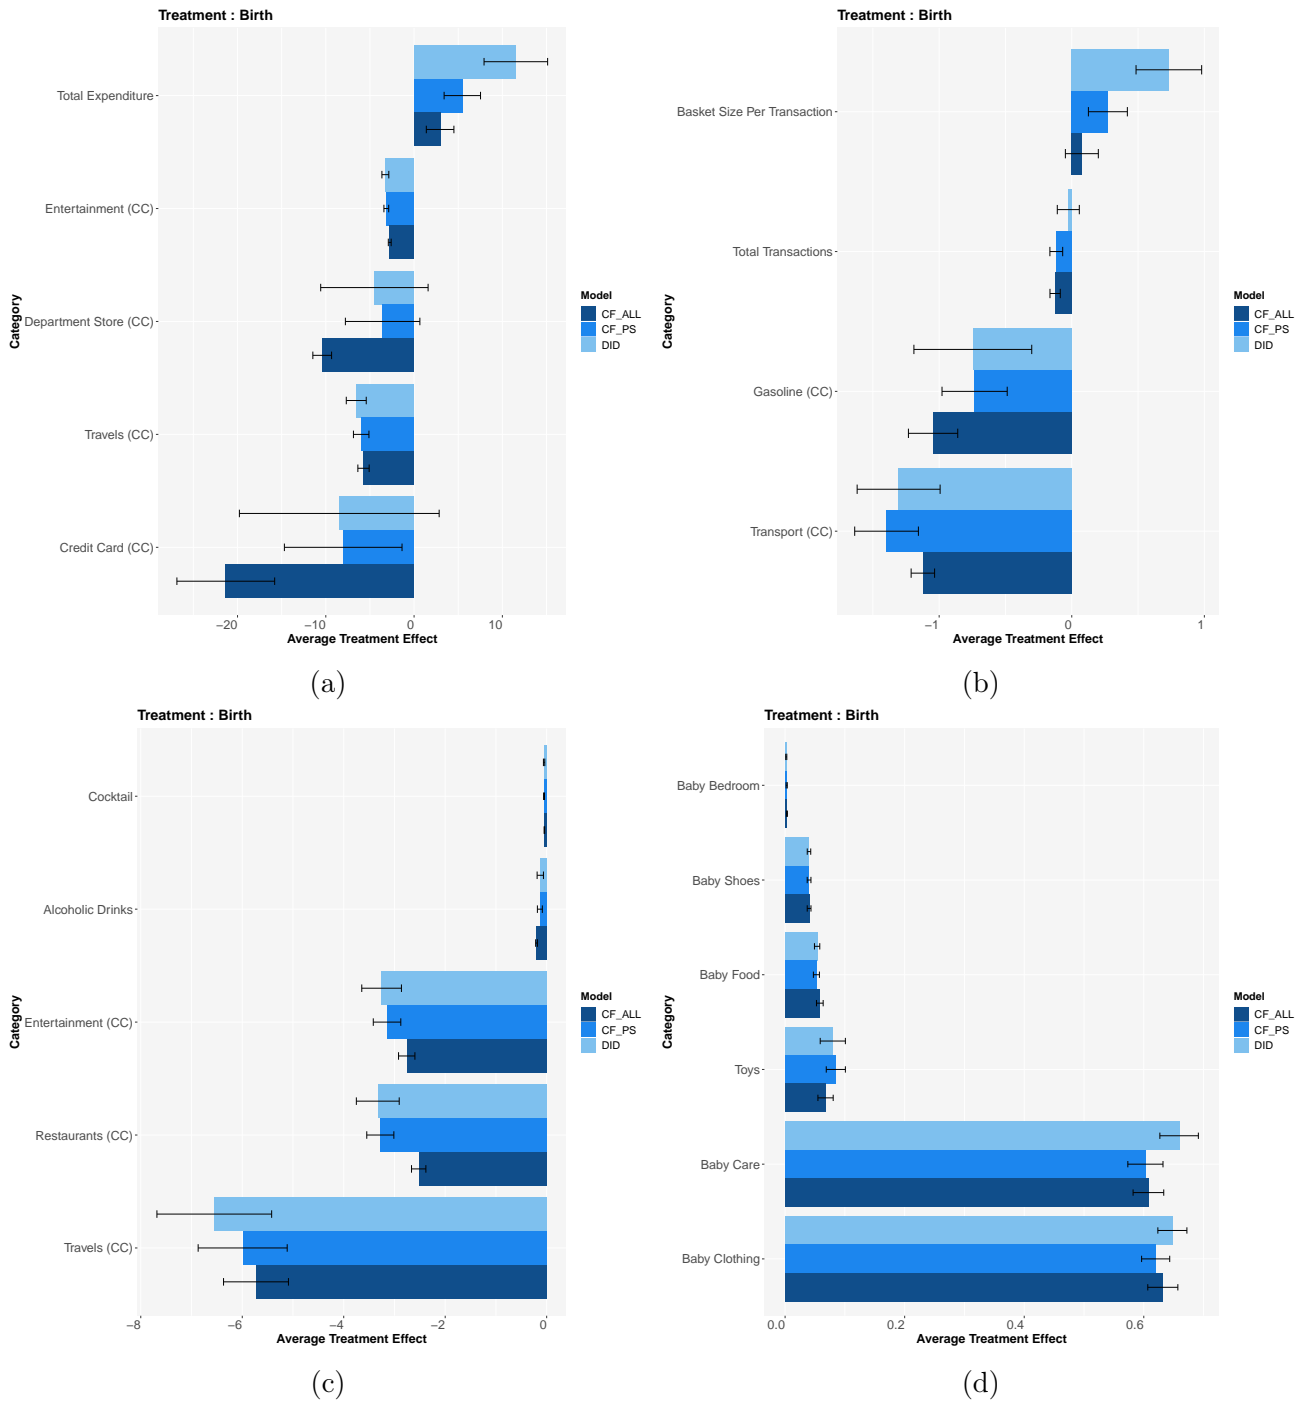 Treatment : Birth
Total Expenditure
Entertainment (CC)
Department Store (CC)
Travels (CC)
Credit Card (CC)
Category
−20 −10 0 10
Average Treatment Effect
Model
CF_ALL
CF_PS
DID
(a)
Treatment : Birth
Basket Size Per Transaction
Total Transactions
Gasoline (CC)
Transport (CC)
Category
−1 0 1
Average Treatment Effect
Model
CF_ALL
CF_PS
DID
(b)
Treatment : Birth
Cocktail
Alcoholic Drinks
Entertainment (CC)
Restaurants (CC)
Travels (CC)
Category
−8 −6 −4 −2 0
Average Treatment Effect
Model
CF_ALL
CF_PS
DID
(c)
Treatment : Birth
Baby Bedroom
Baby Shoes
Baby Food
Toys
Baby Care
Baby Clothing
Category
0.0 0.2 0.4 0.6
Average Treatment Effect
Model
CF_ALL
CF_PS
DID
(d)